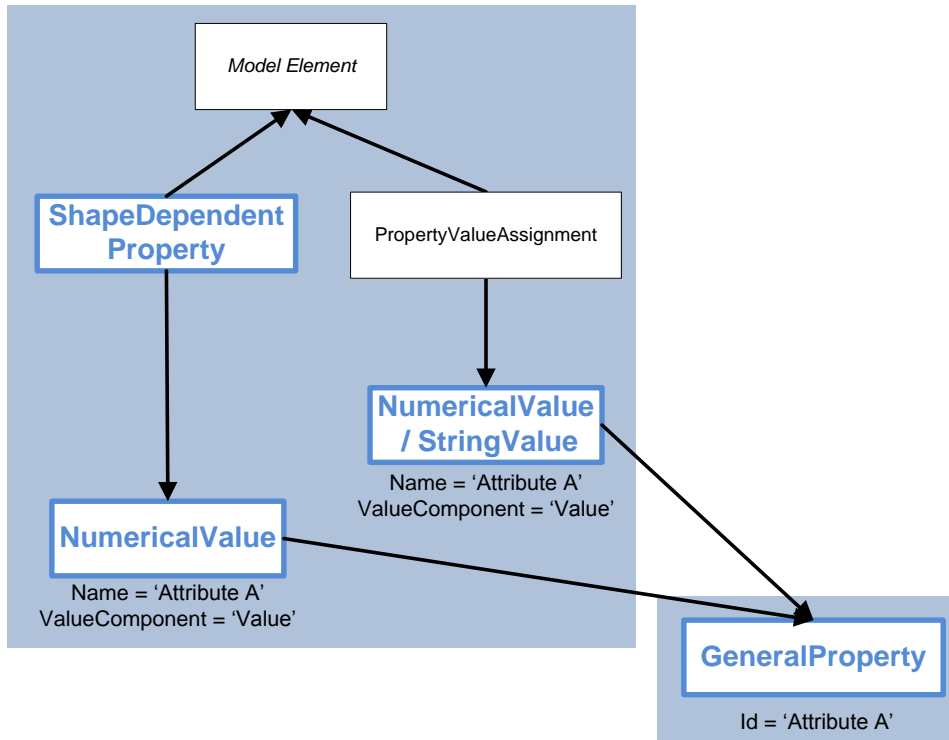 Model Element
ShapeDependent
Property
PropertyValueAssignment
NumericalValue
/ StringValue
Name = ‘Attribute A’
ValueComponent = ‘Value’
NumericalValue
Name = ‘Attribute A’
ValueComponent = ‘Value’
GeneralProperty
Id = ‘Attribute A’